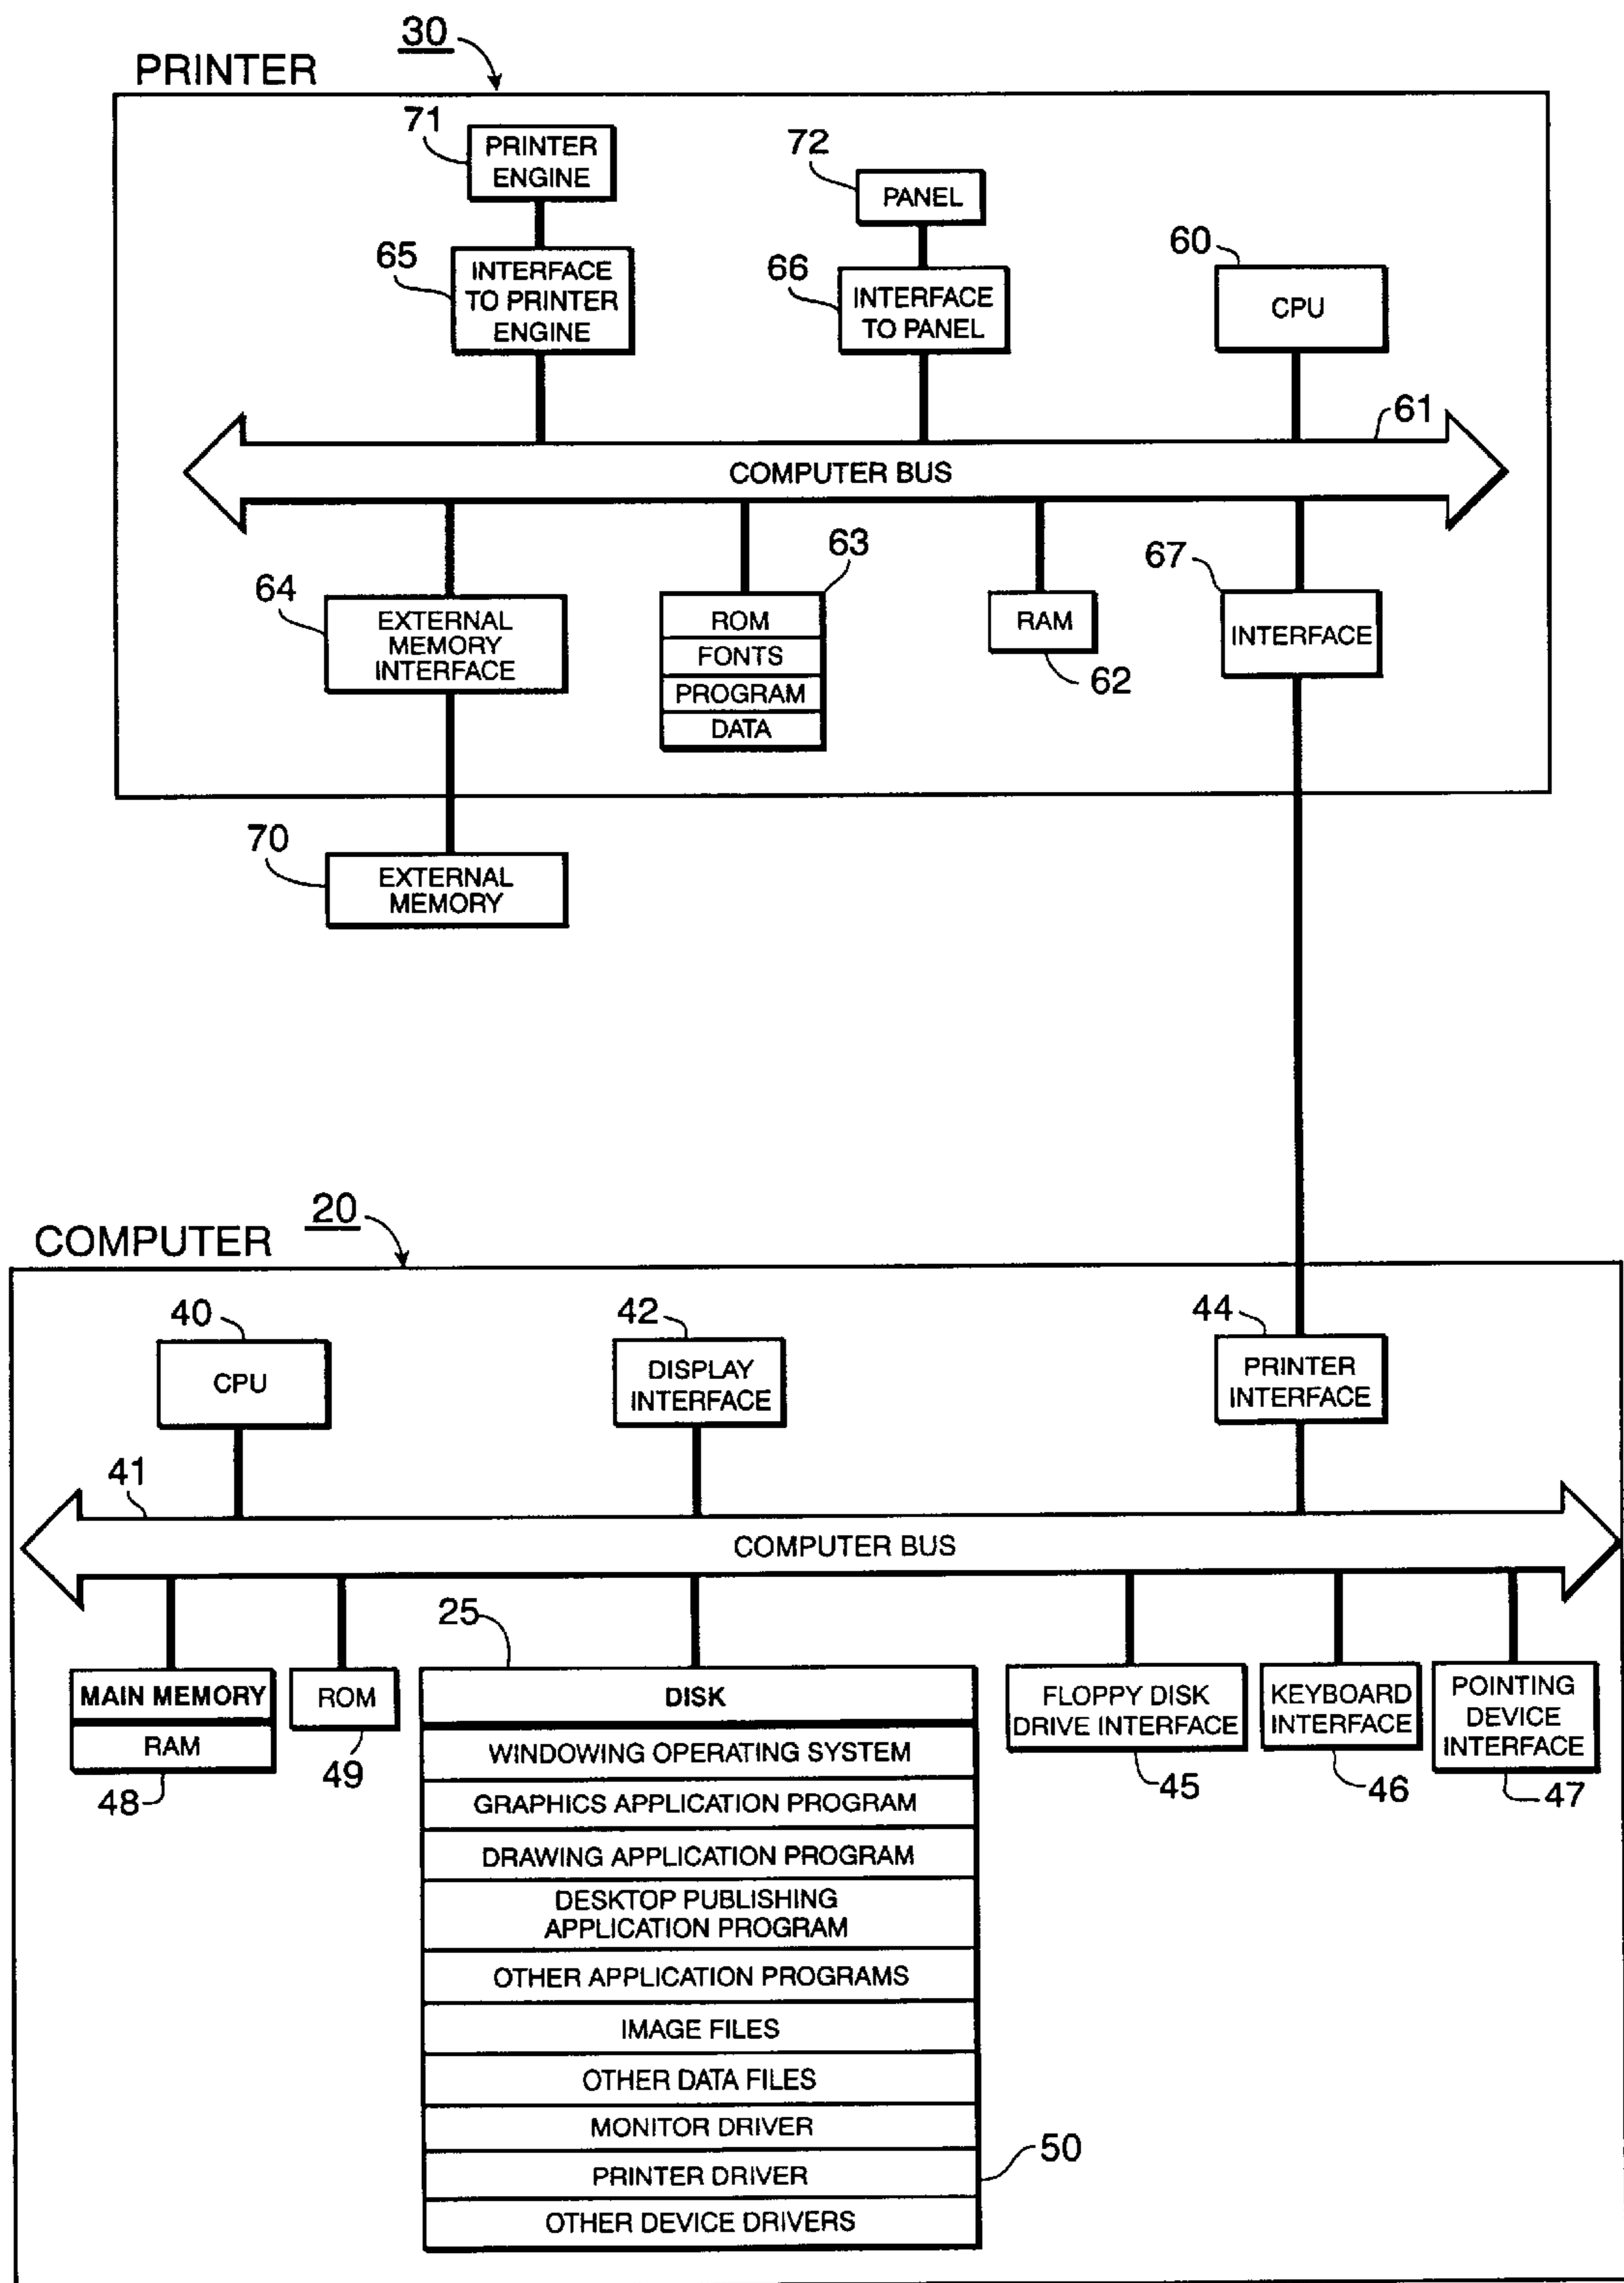 30
PRINTER
71
PRINTER
ENGINE
72
PANEL
65
INTERFACE
TO PRINTER
ENGINE
66
INTERFACE
TO PANEL
60
CPU
61
COMPUTER BUS
64
EXTERNAL
MEMORY
INTERFACE
63
ROM
FONTS
PROGRAM
DATA
RAM
62
67
INTERFACE
70
EXTERNAL
MEMORY
20
COMPUTER
40
CPU
42
DISPLAY
INTERFACE
44
PRINTER
INTERFACE
41
COMPUTER BUS
25
MAIN MEMORY
RAM
48
ROM
49
DISK
WINDOWING OPERATING SYSTEM
GRAPHICS APPLICATION PROGRAM
DRAWING APPLICATION PROGRAM
DESKTOP PUBLISHING
APPLICATION PROGRAM
OTHER APPLICATION PROGRAMS
IMAGE FILES
OTHER DATA FILES
MONITOR DRIVER
PRINTER DRIVER
50
OTHER DEVICE DRIVERS
FLOPPY DISK
DRIVE INTERFACE
45
KEYBOARD
INTERFACE
46
POINTING
DEVICE
INTERFACE
47